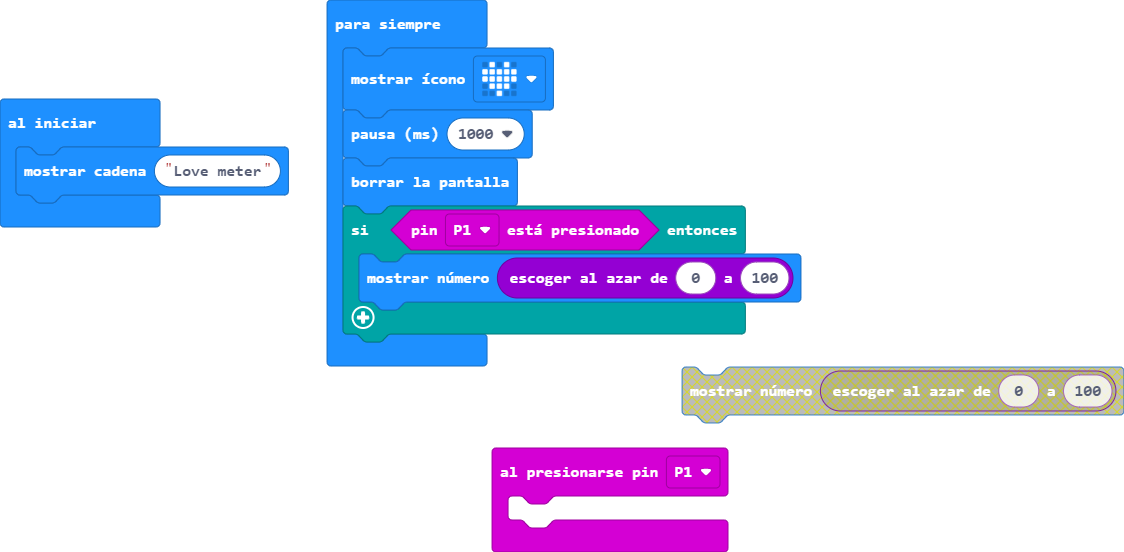 al iniciar
mostrar cadena "Love meter"
para siempre
mostrar ícono
pausa (ms) 1000
borrar la pantalla
si pin P1 está presionado entonces
mostrar número escoger al azar de 0 a 100
mostrar número escoger al azar de 0 a 100
al presionarse pin P1